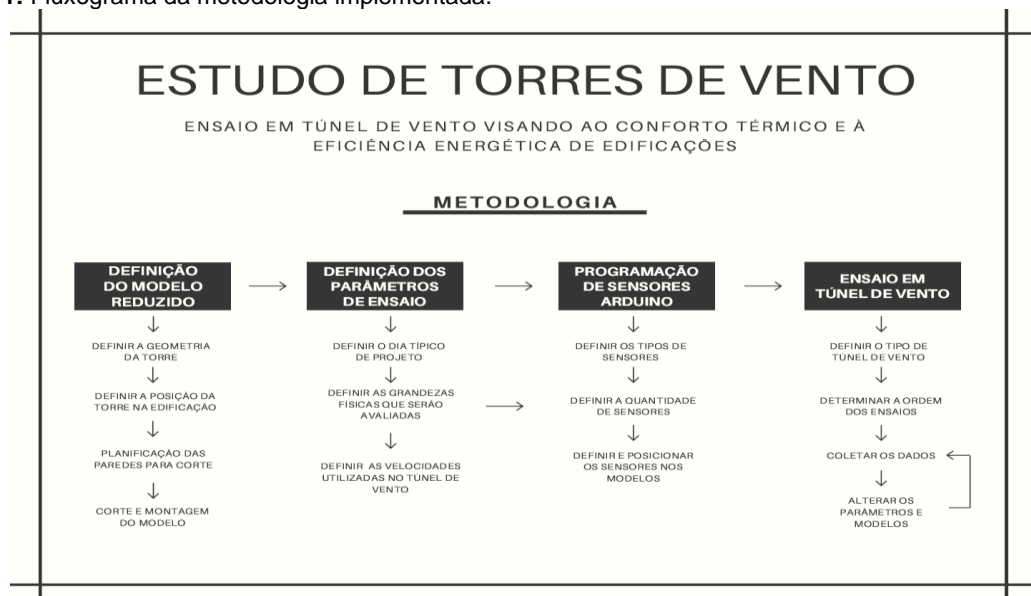 1. Fluxograma da metodologia implementada.
ESTUDO DE TORRES DE VENTO
ENSAIO EM TÚNEL DE VENTO VISANDO AO CONFORTO TÉRMICO E À
EFICIÊNCIA ENERGÉTICA DE EDIFICAÇÕES
METODOLOGIA
DEFINIÇÃO
DO MODELO
REDUZIDO
DEFINIR A GEOMETRIA
DA TORRE
DEFINIR A POSIÇÃO DA
TORRE NA EDIFICAÇÃO
PLANIFICAÇÃO DAS
PAREDES PARA CORTE
CORTE E MONTAGEM
DO MODELO
DEFINIÇÃO DOS
PARÂMETROS
DE ENSAIO
DEFINIR O DIA TÍPICO
DE PROJETO
DEFINIR AS GRANDEZAS
FÍSICAS QUE SERÃO
AVALIADAS
DEFINIR AS VELOCIDADES
UTILIZADAS NO TÚNEL DE
VENTO
PROGRAMAÇÃO
DE SENSORES
ARDUINO
DEFINIR OS TIPOS DE
SENSORES
DEFINIR A QUANTIDADE
DE SENSORES
DEFINIR E POSICIONAR
OS SENSORES NOS
MODELOS
ENSAIO EM
TÚNEL DE VENTO
DEFINIR O TIPO DE
TÚNEL DE VENTO
DETERMINAR A ORDEM
DOS ENSAIOS
COLETAR OS DADOS
ALTERAR OS
PARÂMETROS E
MODELOS